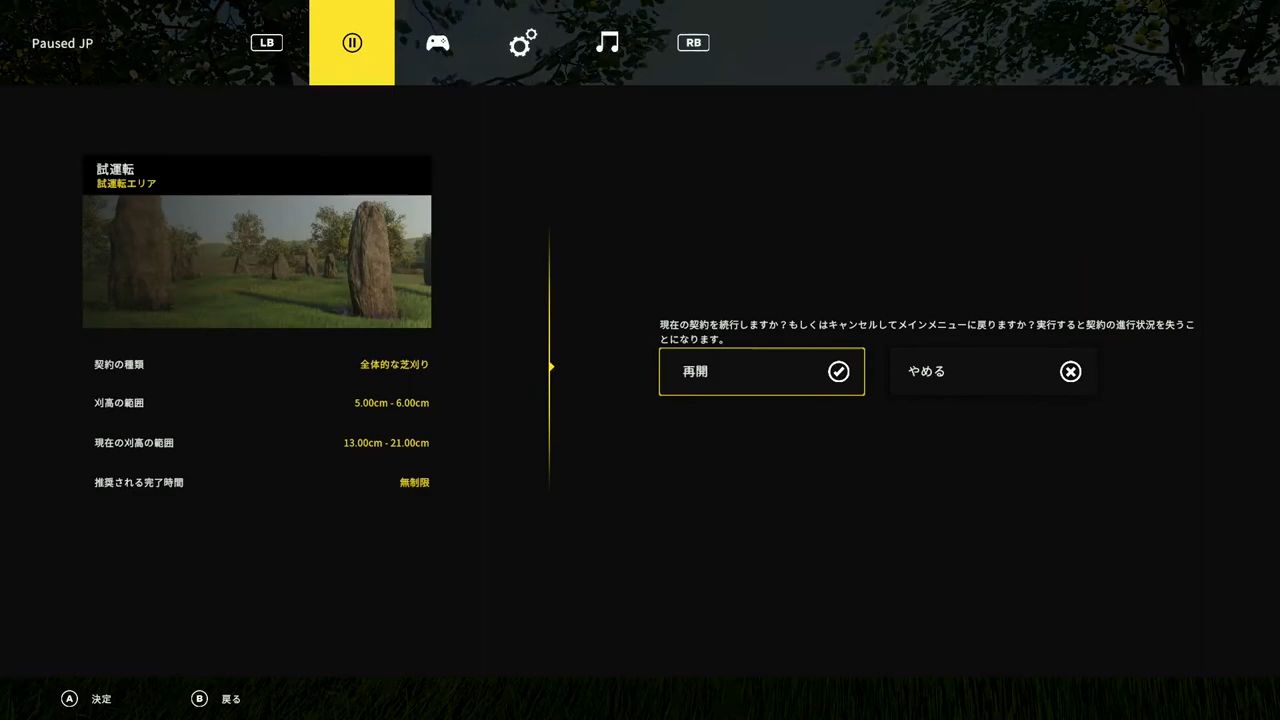 Paused JP
LB
RB
試運転
試運転エリア
契約の種類 全体的な芝刈り
刈高の範囲 5.00cm - 6.00cm
現在の刈高の範囲 13.00cm - 21.00cm
推奨される完了時間 無制限
現在の契約を続行しますか？もしくはキャンセルしてメインメニューに戻りますか？実行すると契約の進行状況を失うこ
とになります。
再開
やめる
A 決定
B 戻る